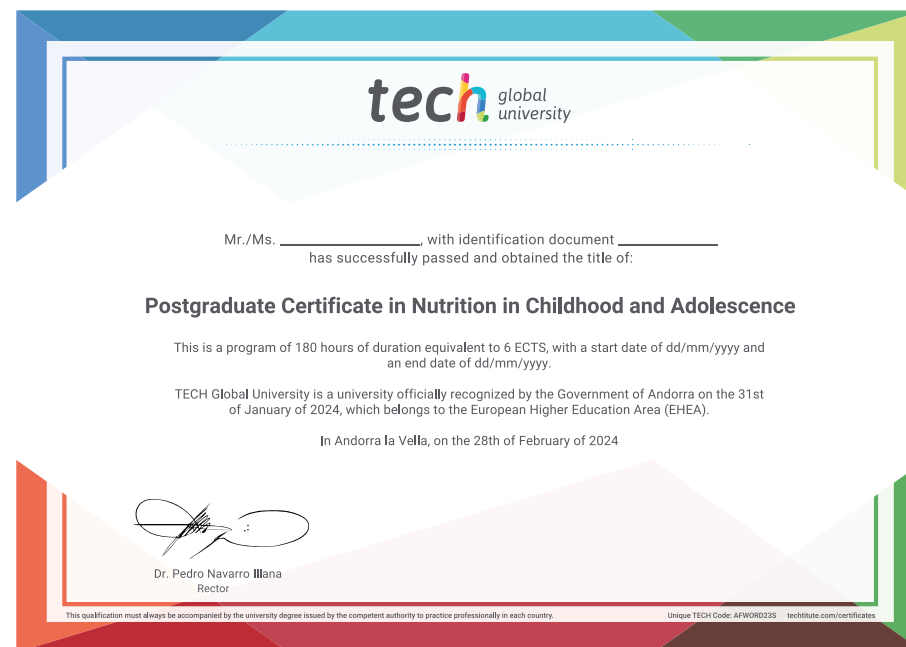 tech global
university
Mr./Ms. ____________, with identification document ____________
has successfully passed and obtained the title of:
Postgraduate Certificate in Nutrition in Childhood and Adolescence
This is a program of 180 hours of duration equivalent to 6 ECTS, with a start date of dd/mm/yyyy and
an end date of dd/mm/yyyy.
TECH Global University is a university officially recognized by the Government of Andorra on the 31st
of January of 2024, which belongs to the European Higher Education Area (EHEA).
In Andorra la Vella, on the 28th of February of 2024
Dr. Pedro Navarro Illana
Rector
This qualification must always be accompanied by the university degree issued by the competent authority to practice professionally in each country.
Unique TECH Code: AFWORD23S techtitute.com/certificates